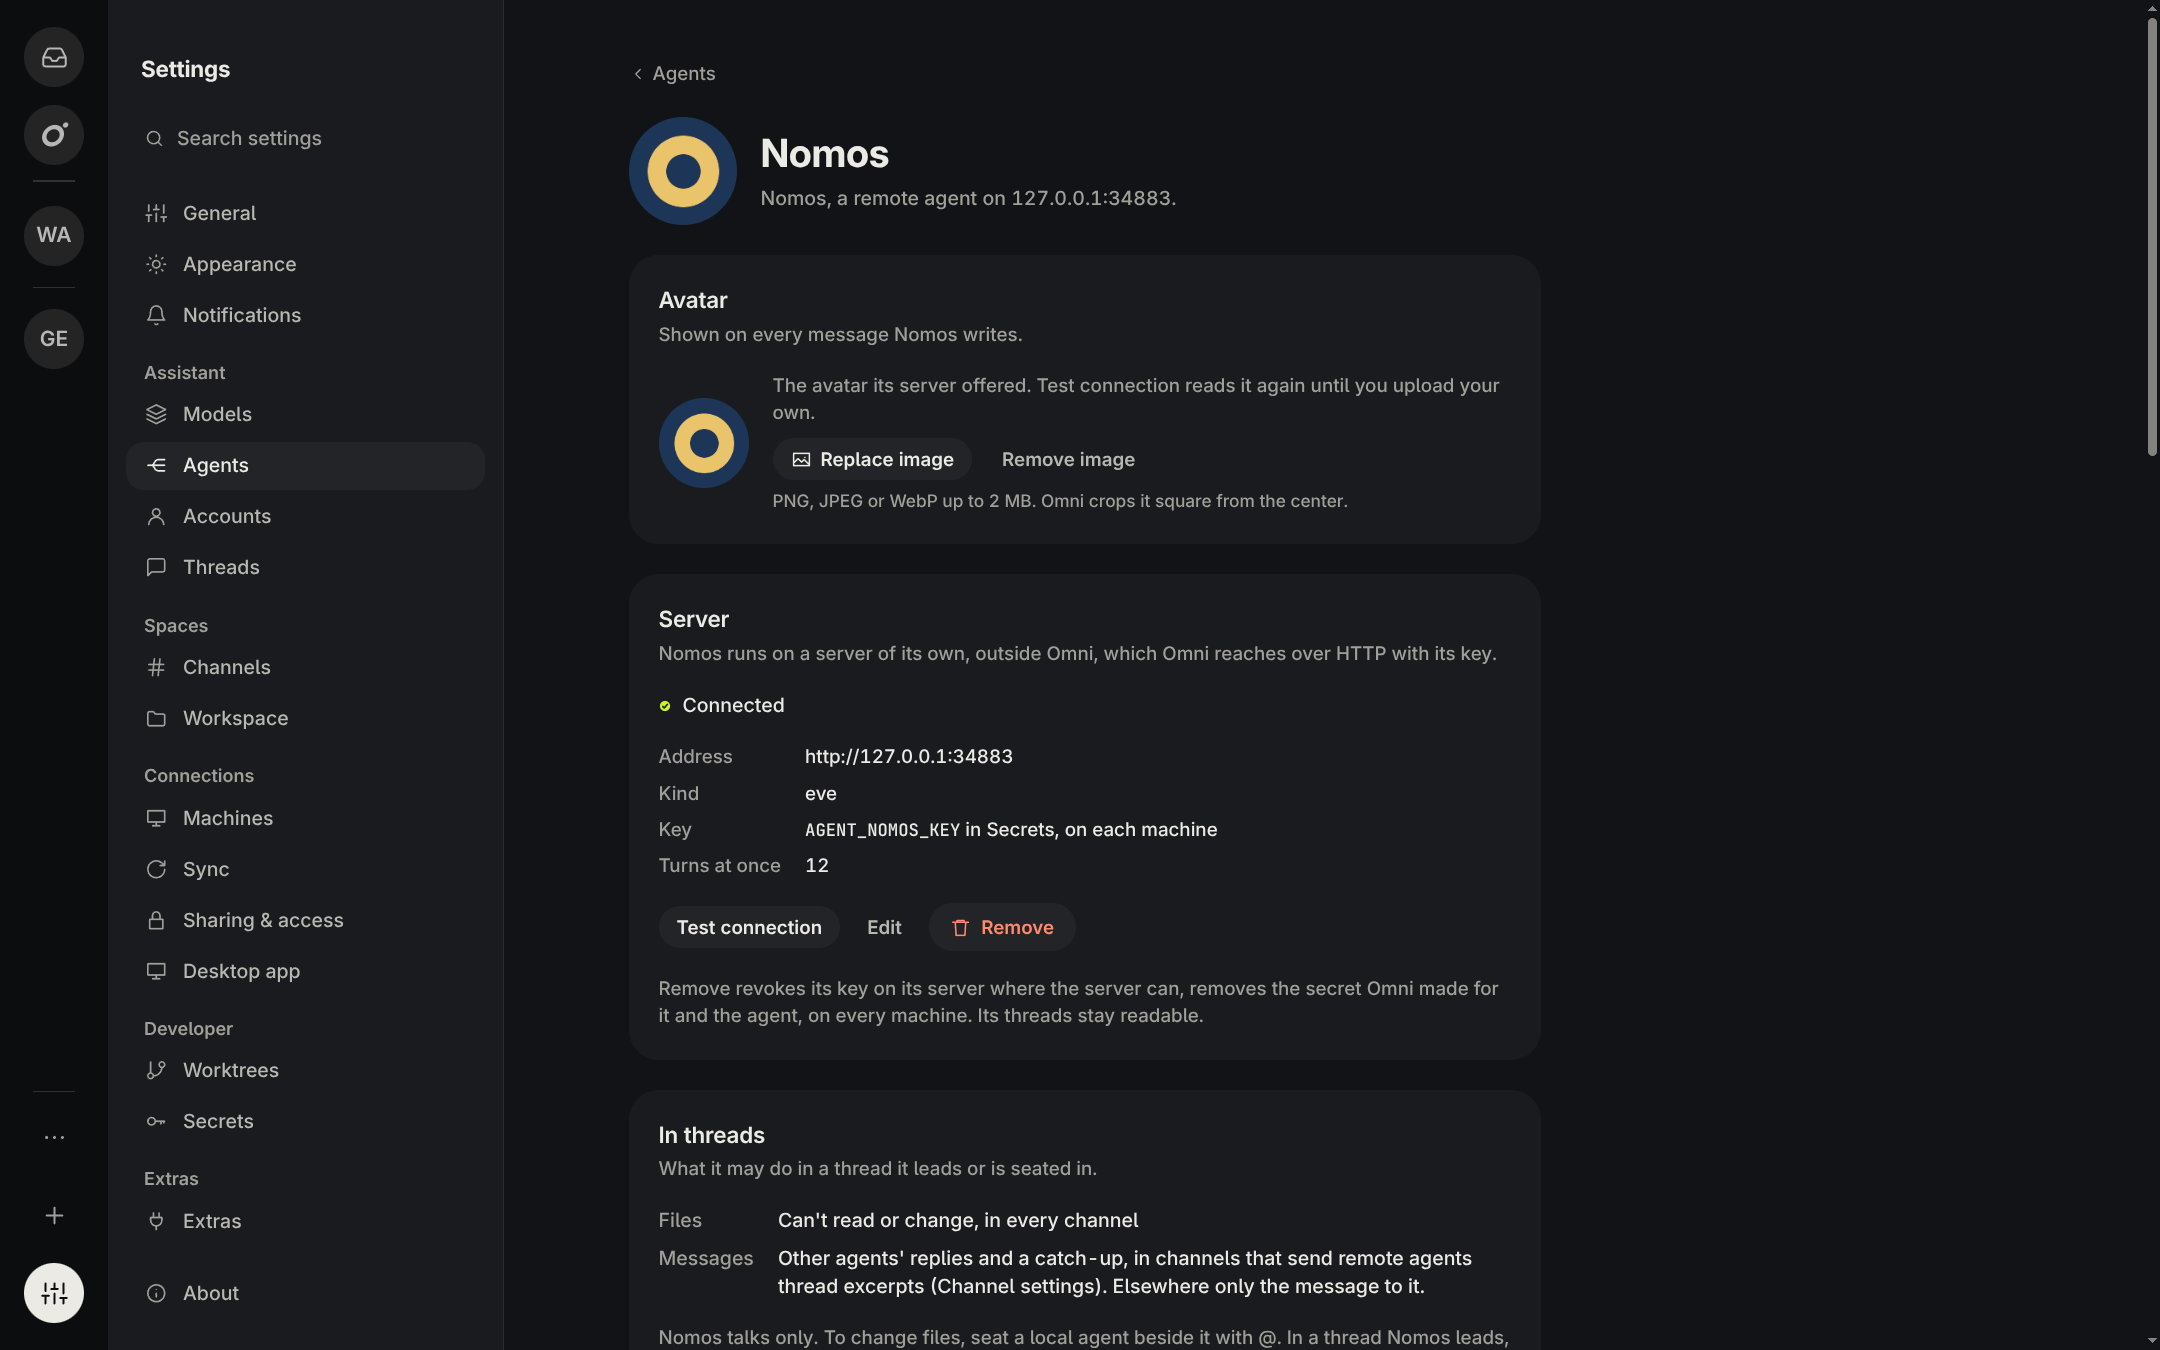 Settings
Search settings
WA
GE
General
Appearance
Notifications
Assistant
Models
Agents
Accounts
Threads
Spaces
Channels
Workspace
Connections
Machines
Sync
Sharing & access
Desktop app
Developer
Worktrees
Secrets
Extras
Extras
About
Agents
Nomos
Nomos, a remote agent on 127.0.0.1:34883.
Avatar
Shown on every message Nomos writes.
The avatar its server offered. Test connection reads it again until you upload your
own.
Replace image Remove image
PNG, JPEG or WebP up to 2 MB. Omni crops it square from the center.
Server
Nomos runs on a server of its own, outside Omni, which Omni reaches over HTTP with its key.
Connected
Address http://127.0.0.1:34883
Kind eve
Key AGENT_NOMOS_KEY in Secrets, on each machine
Turns at once 12
Test connection Edit Remove
Remove revokes its key on its server where the server can, removes the secret Omni made for
it and the agent, on every machine. Its threads stay readable.
In threads
What it may do in a thread it leads or is seated in.
Files Can't read or change, in every channel
Messages Other agents' replies and a catch-up, in channels that send remote agents
thread excerpts (Channel settings). Elsewhere only the message to it.
Nomos talks only. To change files, seat a local agent beside it with @. In a thread Nomos leads,